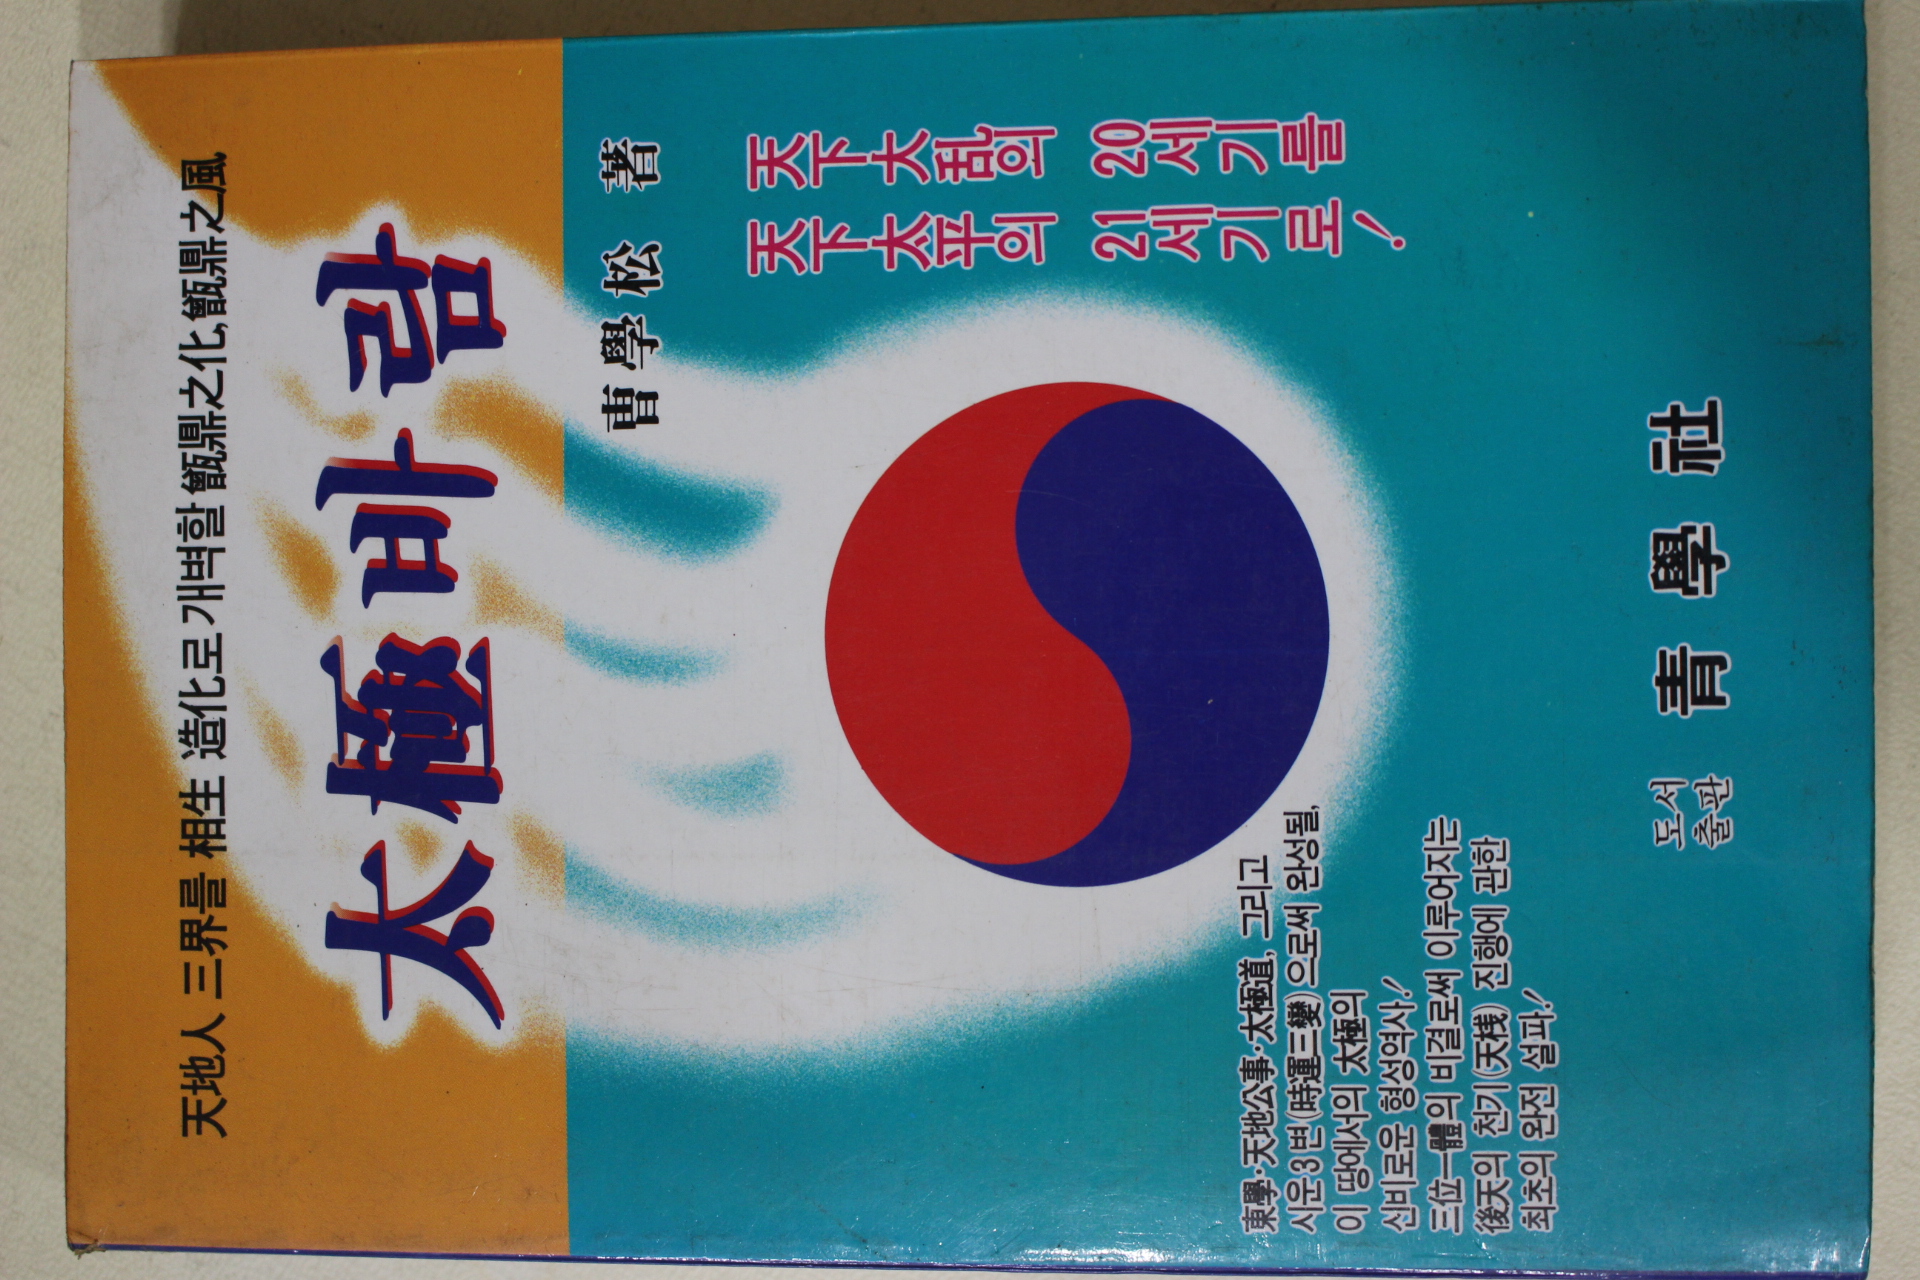 天地人 三界를 相生 造化로 개벽할 甑鼎之化, 甑鼎之風
太極바람
曹學松 著
天下大乱의 20세기를
天下太平의 21세기로!
東學·天地公事·太極道, 그리고
시운3변(時運三變)으로써 완성될,
이 땅에서의 太極의
신비로운 형성역사!
三位一體의 비결로써 이루어지는
後天의 천기(天桟) 진행에 관한
최초의 완전 설파!
도서
출판
青學社